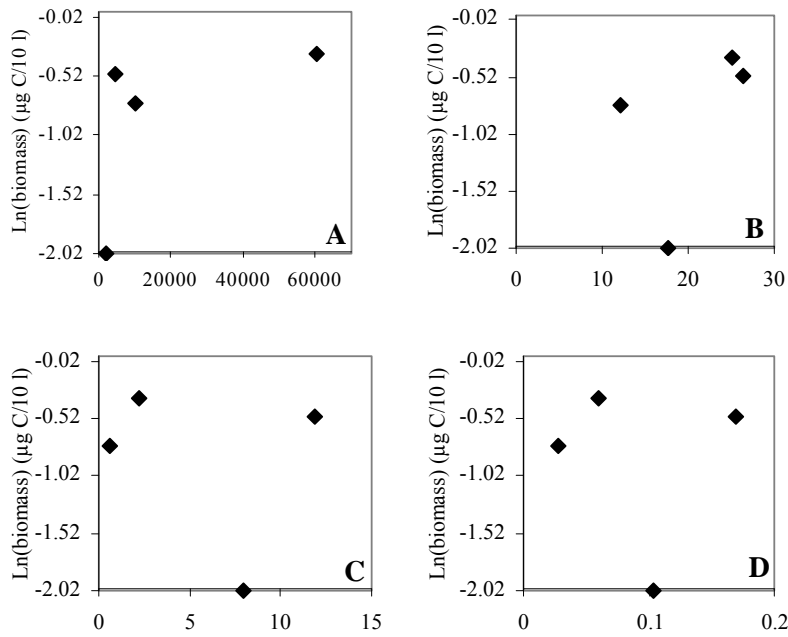 Ln(biomass) (µg C/10 l)
-0.02
-0.52
-1.02
-1.52
-2.02
0 20000 40000 60000
A
Ln(biomass) (µg C/10 l)
-0.02
-0.52
-1.02
-1.52
-2.02
0 10 20 30
B
Ln(biomass) (µg C/10 l)
-0.02
-0.52
-1.02
-1.52
-2.02
0 5 10 15
C
Ln(biomass) (µg C/10 l)
-0.02
-0.52
-1.02
-1.52
-2.02
0 0.1 0.2
D